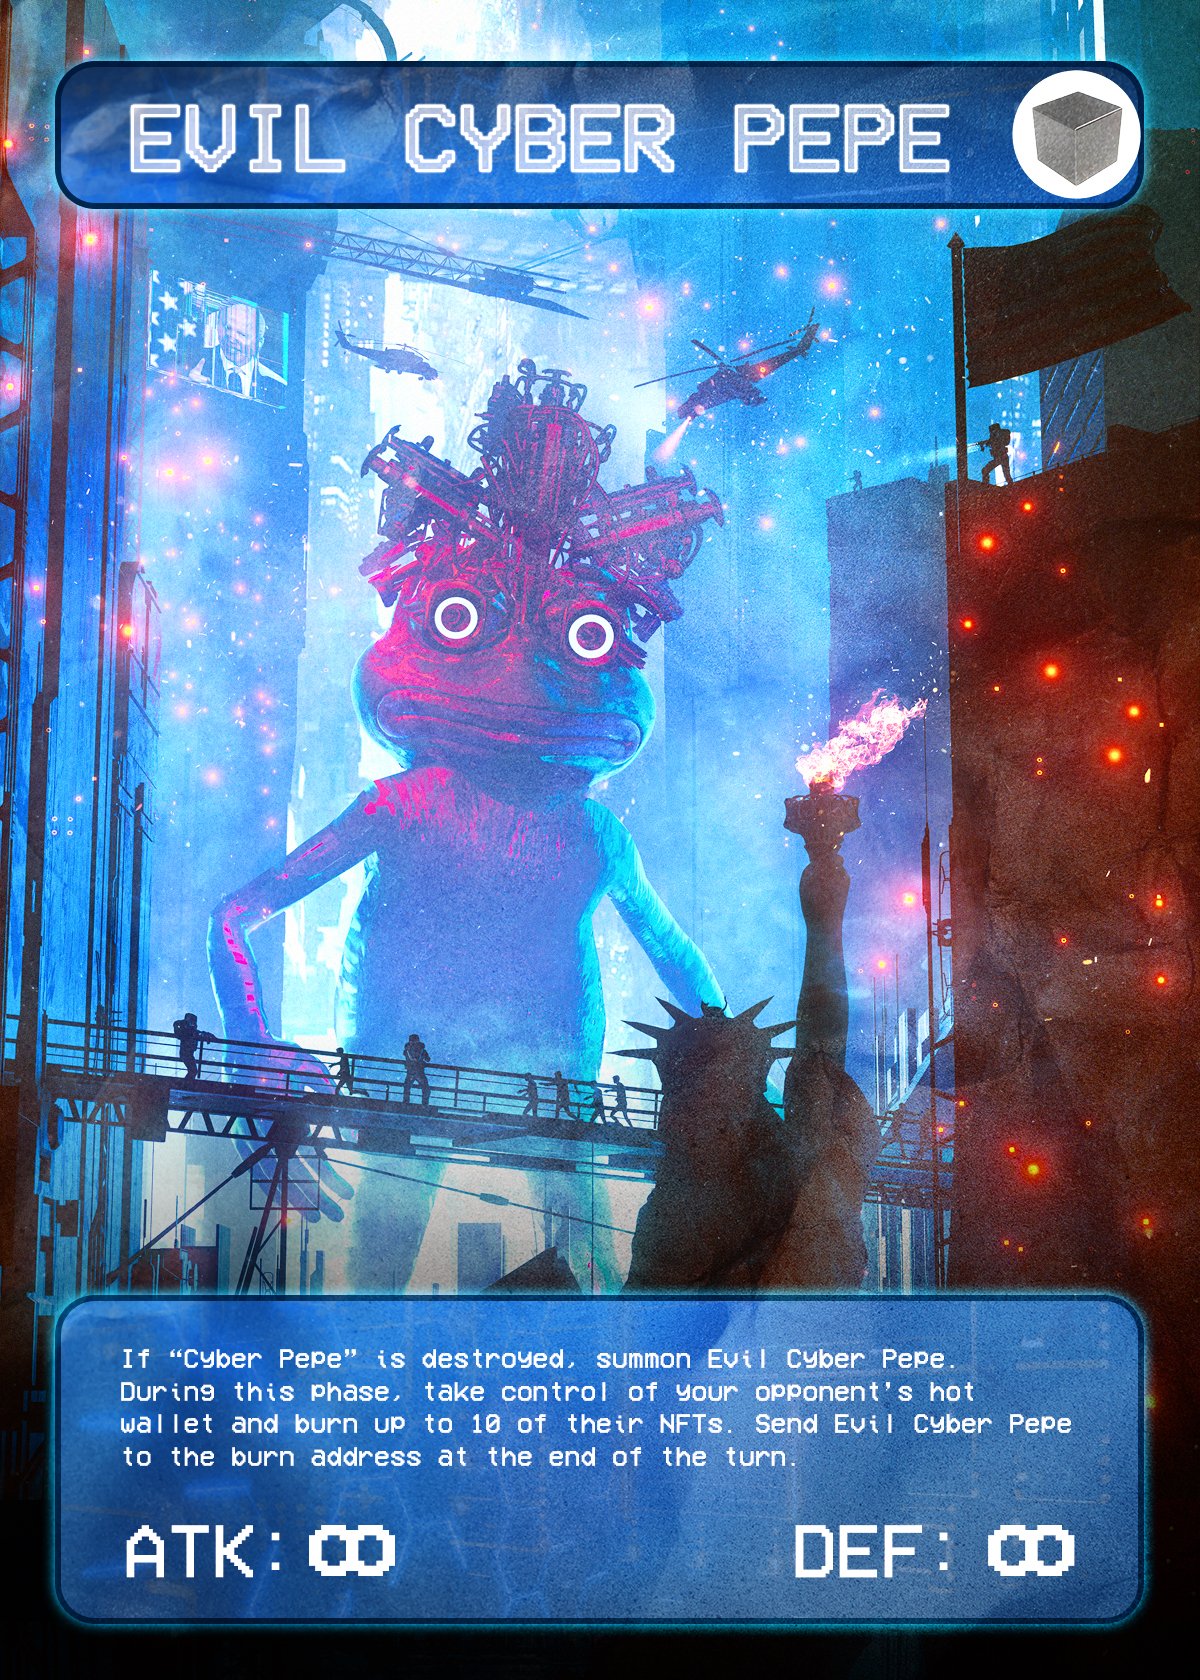 EVIL CYBER PEPE
If “Cyber Pepe” is destroyed, summon Evil Cyber Pepe.
During this phase, take control of your opponent's hot
wallet and burn up to 10 of their NFTs. Send Evil Cyber Pepe
to the burn address at the end of the turn.
ATK: ∞
DEF: ∞